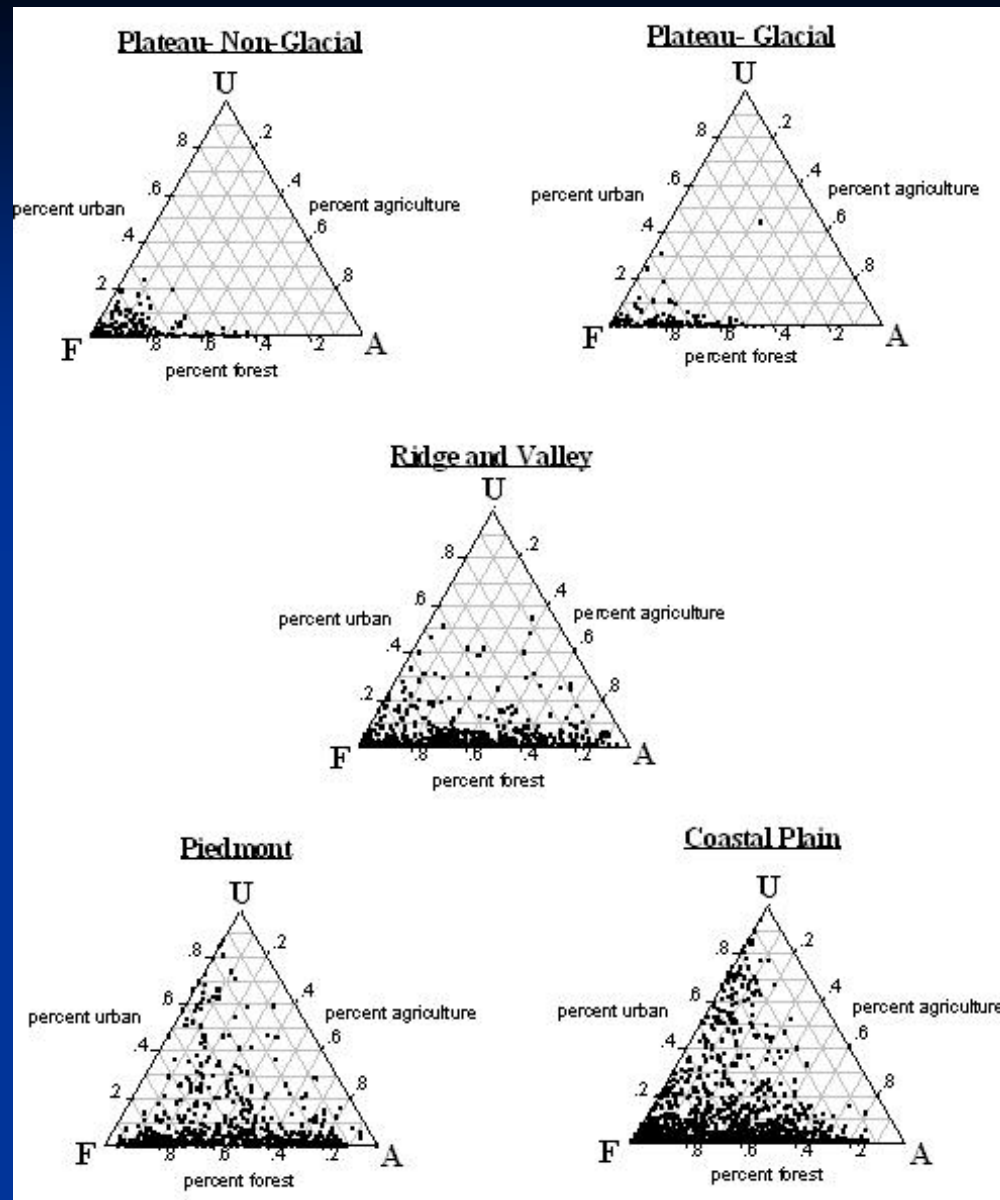 Plateau- Non-Glacial
U
.8
.2
.6
.4
percent urban
percent agriculture
.4
.6
.2
.8
F
.8
.6
.4
.2
A
percent forest
Plateau- Glacial
U
.8
.2
.6
.4
percent urban
percent agriculture
.4
.6
.2
.8
F
.8
.6
.4
.2
A
percent forest
Ridge and Valley
U
.8
.2
.6
.4
percent urban
percent agriculture
.4
.6
.2
.8
F
.8
.6
.4
.2
A
percent forest
Piedmont
U
.8
.2
.6
.4
percent urban
percent agriculture
.4
.6
.2
.8
F
.8
.6
.4
.2
A
percent forest
Coastal Plain
U
.8
.2
.6
.4
percent urban
percent agriculture
.4
.6
.2
.8
F
.8
.6
.4
.2
A
percent forest